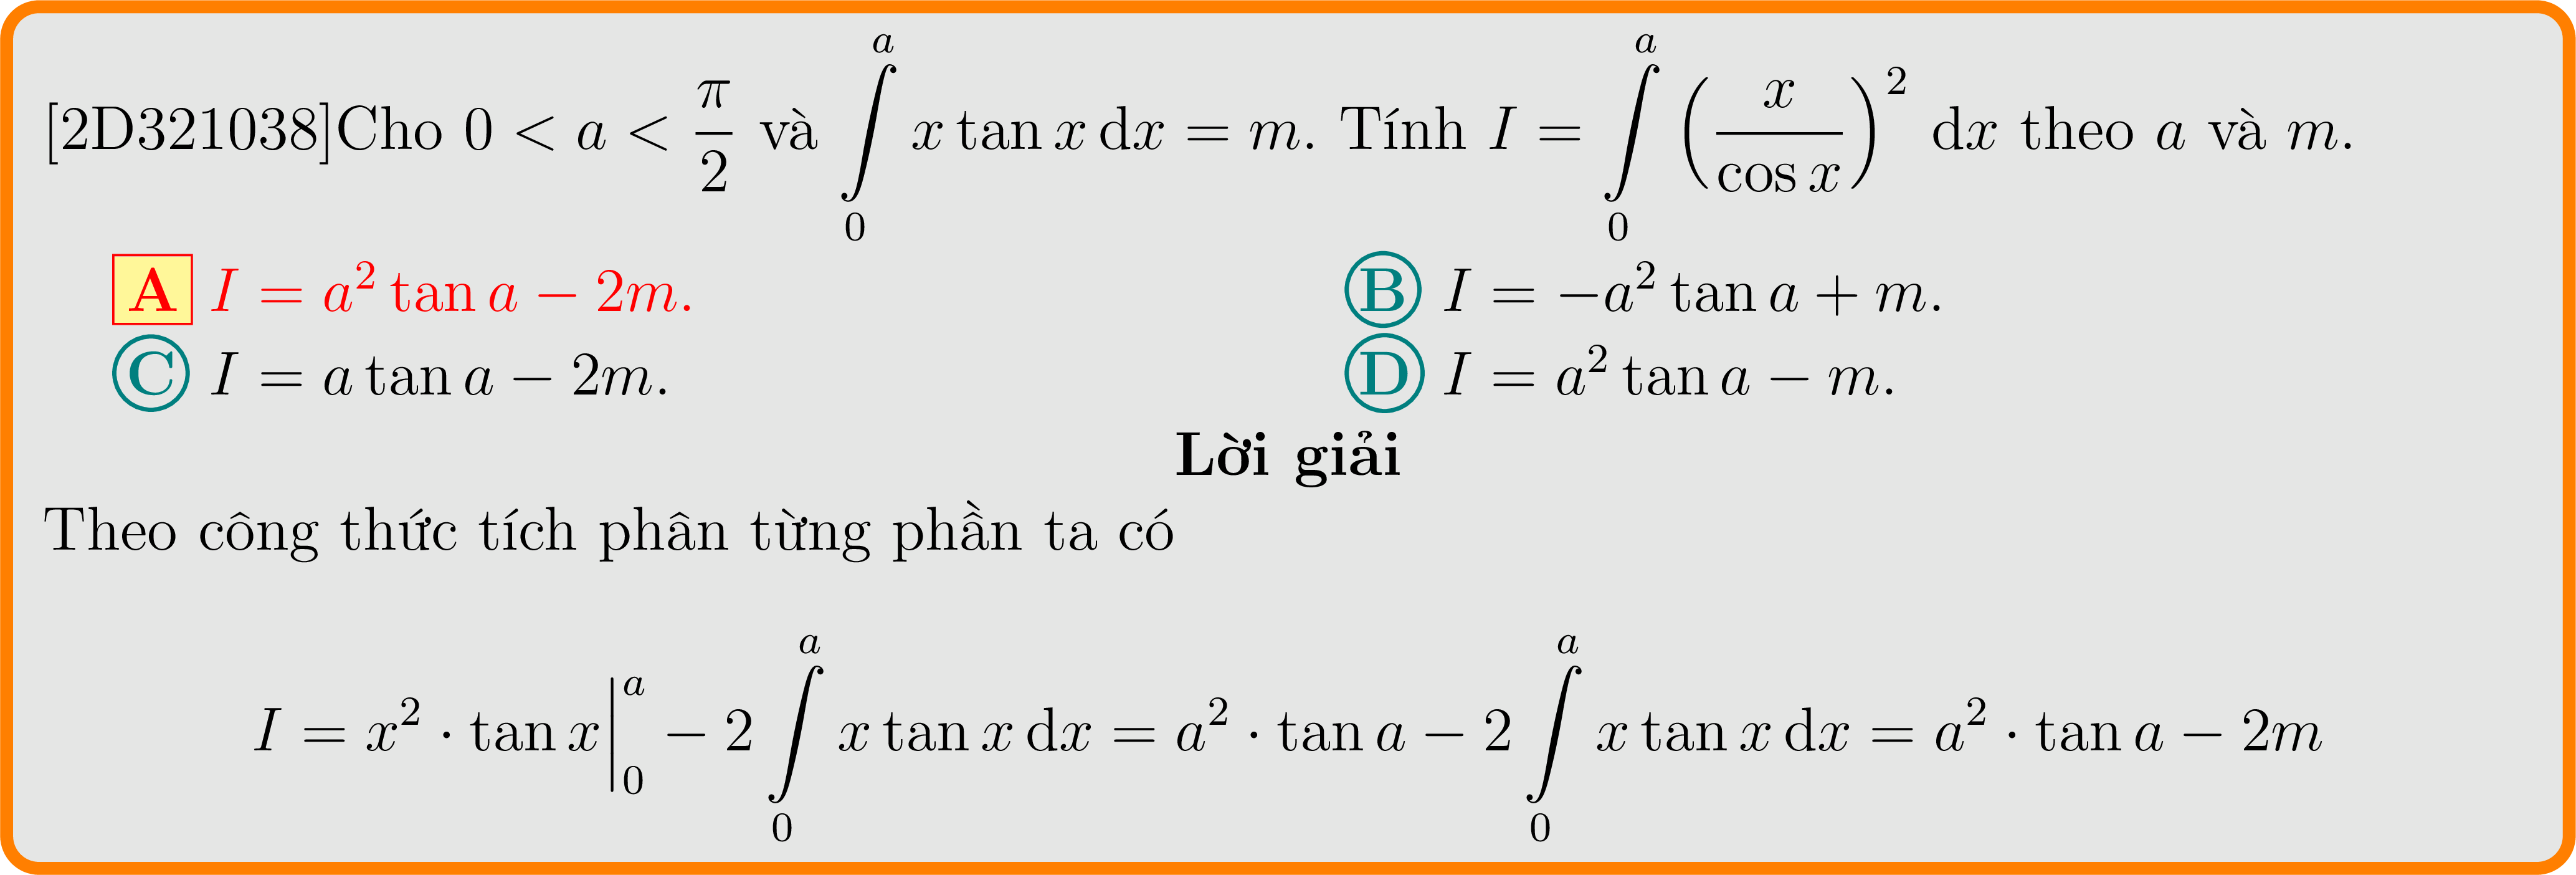 [2D321038]Cho $0 < a < \dfrac{\pi}{2}$ và $\int\limits_0^a x \tan x \, \mathrm{d}x = m$. Tính $I = \int\limits_0^a \left(\dfrac{x}{\cos x}\right)^2 \mathrm{d}x$ theo $a$ và $m$.
A $I = a^2 \tan a - 2m.$ B $I = -a^2 \tan a + m.$
C $I = a \tan a - 2m.$ D $I = a^2 \tan a - m.$
Lời giải
Theo công thức tích phân từng phần ta có
$I = x^2 \cdot \tan x \Big|_0^a - 2 \int\limits_0^a x \tan x \, \mathrm{d}x = a^2 \cdot \tan a - 2 \int\limits_0^a x \tan x \, \mathrm{d}x = a^2 \cdot \tan a - 2m$